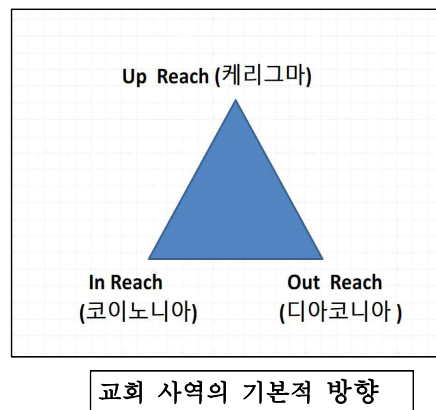 Up Reach (케리그마)
In Reach
(코이노니아)
Out Reach
(디아코니아 )
교회 사역의 기본적 방향